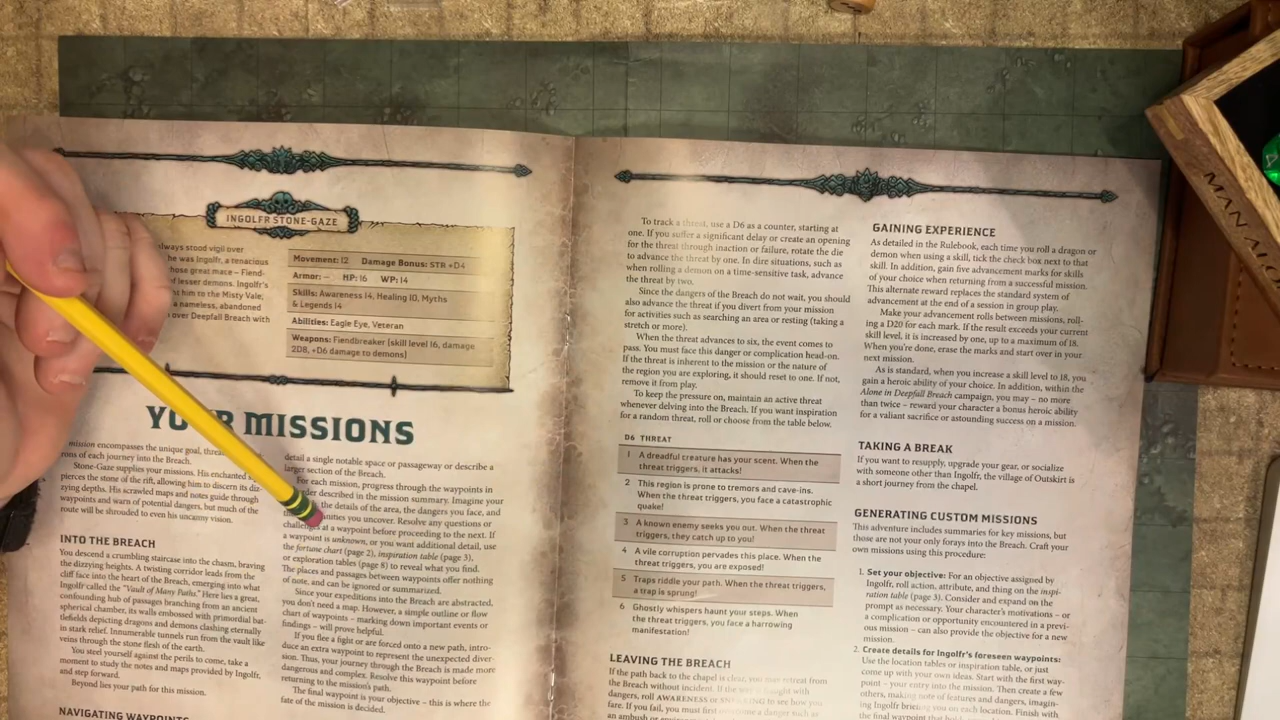 INGOLFR STONE-GAZE
always stood vigil over
he was Ingolfr, a tenacious
hose great mace – Fiend-
f lesser demons. Ingolfr's
nt him to the Misty Vale,
a nameless, abandoned
over Deepfall Breach with
Movement: 12 Damage Bonus: STR +D4
Armor: – HP: 16 WP: 14
Skills: Awareness 14, Healing 10, Myths
& Legends 14
Abilities: Eagle Eye, Veteran
Weapons: Fiendbreaker (skill level 16, damage
2D8, +D6 damage to demons)
YOUR MISSIONS
mission encompasses the unique goal,
of each journey into the Breach.
Stone-Gaze supplies your missions. His enchanted
pierces the stone of the rift, allowing him to discern its diz-
zying depths. His scrawled maps and notes guide through
waypoints and warn of potential dangers, but much of the
route will be shrouded to even his uncanny vision.
INTO THE BREACH
You descend a crumbling staircase into the chasm, braving
the dizzying heights. A twisting corridor leads from the
cliff face into the heart of the Breach, emerging into what
Ingolfr called the "Vault of Many Paths." Here lies a great,
confounding hub of passages branching from an ancient
spherical chamber, its walls embossed with primordial bat-
tlefields depicting dragons and demons clashing eternally
in stark relief. Innumerable tunnels run from the vault like
veins through the stone flesh of the earth.
You steel yourself against the perils to come, take a
moment to study the notes and maps provided by Ingolfr,
and step forward.
Beyond lies your path for this mission.
NAVIGATING WAYPOINTS
detail a single notable space or passageway or describe a
larger section of the Breach.
For each mission, progress through the waypoints in
described in the mission summary. Imagine your
the details of the area, the dangers you face, and
you uncover. Resolve any questions or
challenges at a waypoint before proceeding to the next. If
a waypoint is unknown, or you want additional detail, use
the fortune chart (page 2), inspiration table (page 3),
or exploration tables (page 8) to reveal what you find.
The places and passages between waypoints offer nothing
of note, and can be ignored or summarized.
Since your expeditions into the Breach are abstracted,
you don't need a map. However, a simple outline or flow
chart of waypoints – marking down important events or
findings – will prove helpful.
If you flee a fight or are forced onto a new path, intro-
duce an extra waypoint to represent the unexpected diver-
sion. Thus, your journey through the Breach is made more
dangerous and complex. Resolve this waypoint before
returning to the mission's path.
The final waypoint is your objective – this is where the
fate of the mission is decided.
To track a threat, use a D6 as a counter, starting at
one. If you suffer a significant delay or create an opening
for the threat through inaction or failure, rotate the die
to advance the threat by one. In dire situations, such as
when rolling a demon on a time-sensitive task, advance
the threat by two.
Since the dangers of the Breach do not wait, you should
also advance the threat if you divert from your mission
for activities such as searching an area or resting (taking a
stretch or more).
When the threat advances to six, the event comes to
pass. You must face this danger or complication head-on.
If the threat is inherent to the mission or the nature of
the region you are exploring, it should reset to one. If not,
remove it from play.
To keep the pressure on, maintain an active threat
whenever delving into the Breach. If you want inspiration
for a random threat, roll or choose from the table below.
D6 THREAT
1 A dreadful creature has your scent. When the
threat triggers, it attacks!
2 This region is prone to tremors and cave-ins.
When the threat triggers, you face a catastrophic
quake!
3 A known enemy seeks you out. When the threat
triggers, they catch up to you!
4 A vile corruption pervades this place. When the
threat triggers, you are exposed!
5 Traps riddle your path. When the threat triggers,
a trap is sprung!
6 Ghostly whispers haunt your steps. When
the threat triggers, you face a harrowing
manifestation!
LEAVING THE BREACH
If the path back to the chapel is clear, you may retreat from
the Breach without incident. If the way is fraught with
dangers, roll AWARENESS or SNEAKING to see how you
fare. If you fail, you must first overcome a danger such as
an ambush or
GAINING EXPERIENCE
As detailed in the Rulebook, each time you roll a dragon or
demon when using a skill, tick the check box next to that
skill. In addition, gain five advancement marks for skills
of your choice when returning from a successful mission.
This alternate reward replaces the standard system of
advancement at the end of a session in group play.
Make your advancement rolls between missions, roll-
ing a D20 for each mark. If the result exceeds your current
skill level, it is increased by one, up to a maximum of 18.
When you're done, erase the marks and start over in your
next mission.
As is standard, when you increase a skill level to 18, you
gain a heroic ability of your choice. In addition, within the
Alone in Deepfall Breach campaign, you may – no more
than twice – reward your character a bonus heroic ability
for a valiant sacrifice or astounding success on a mission.
TAKING A BREAK
If you want to resupply, upgrade your gear, or socialize
with someone other than Ingolfr, the village of Outskirt is
a short journey from the chapel.
GENERATING CUSTOM MISSIONS
This adventure includes summaries for key missions, but
those are not your only forays into the Breach. Craft your
own missions using this procedure:
1. Set your objective: For an objective assigned by
Ingolfr, roll action, attribute, and thing on the inspi-
ration table (page 3). Consider and expand on the
prompt as necessary. Your character's motivations – or
a complication or opportunity encountered in a previ-
ous mission – can also provide the objective for a new
mission.
2. Create details for Ingolfr's foreseen waypoints:
Use the location tables or inspiration table, or just
come up with your own ideas. Start with the first way-
point – your entry into the mission. Then create a few
others, making note of features and dangers, imagin-
ing Ingolfr briefing you on each location. Finish with
the final waypoint that
MAN ALO